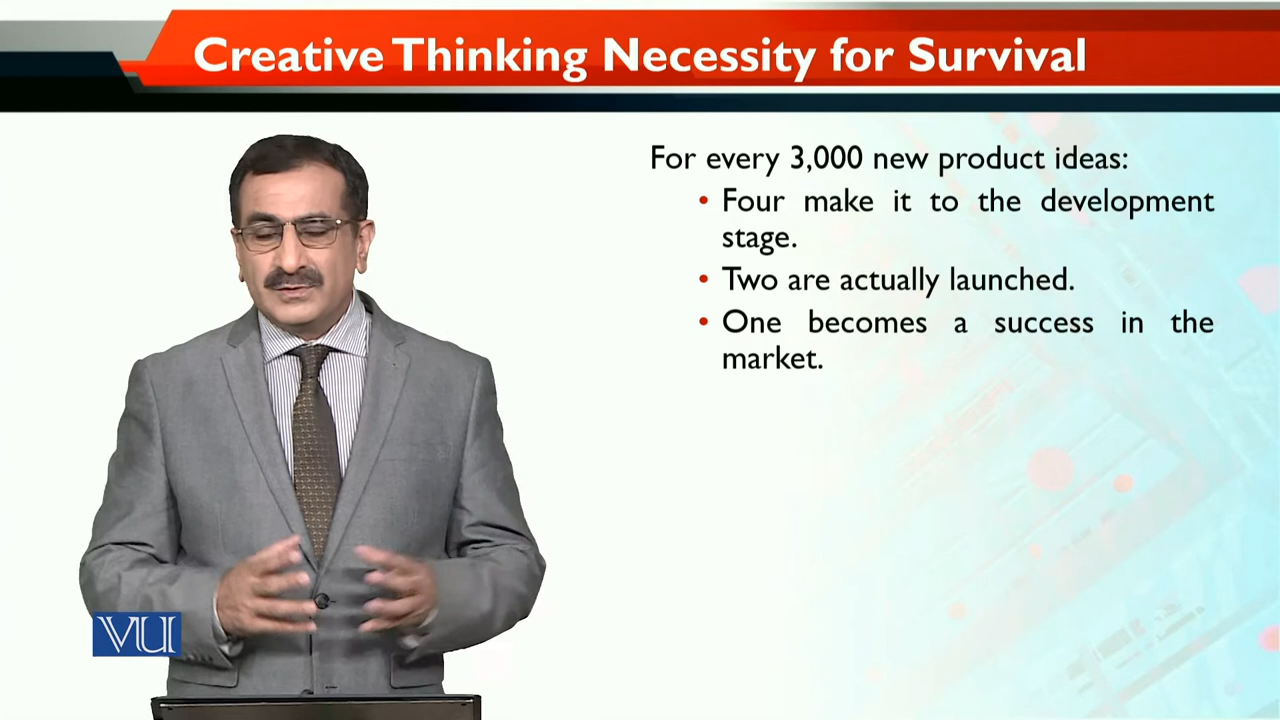 Creative Thinking Necessity for Survival
For every 3,000 new product ideas:
• Four make it to the development
stage.
• Two are actually launched.
• One becomes a success in the
market.
VU